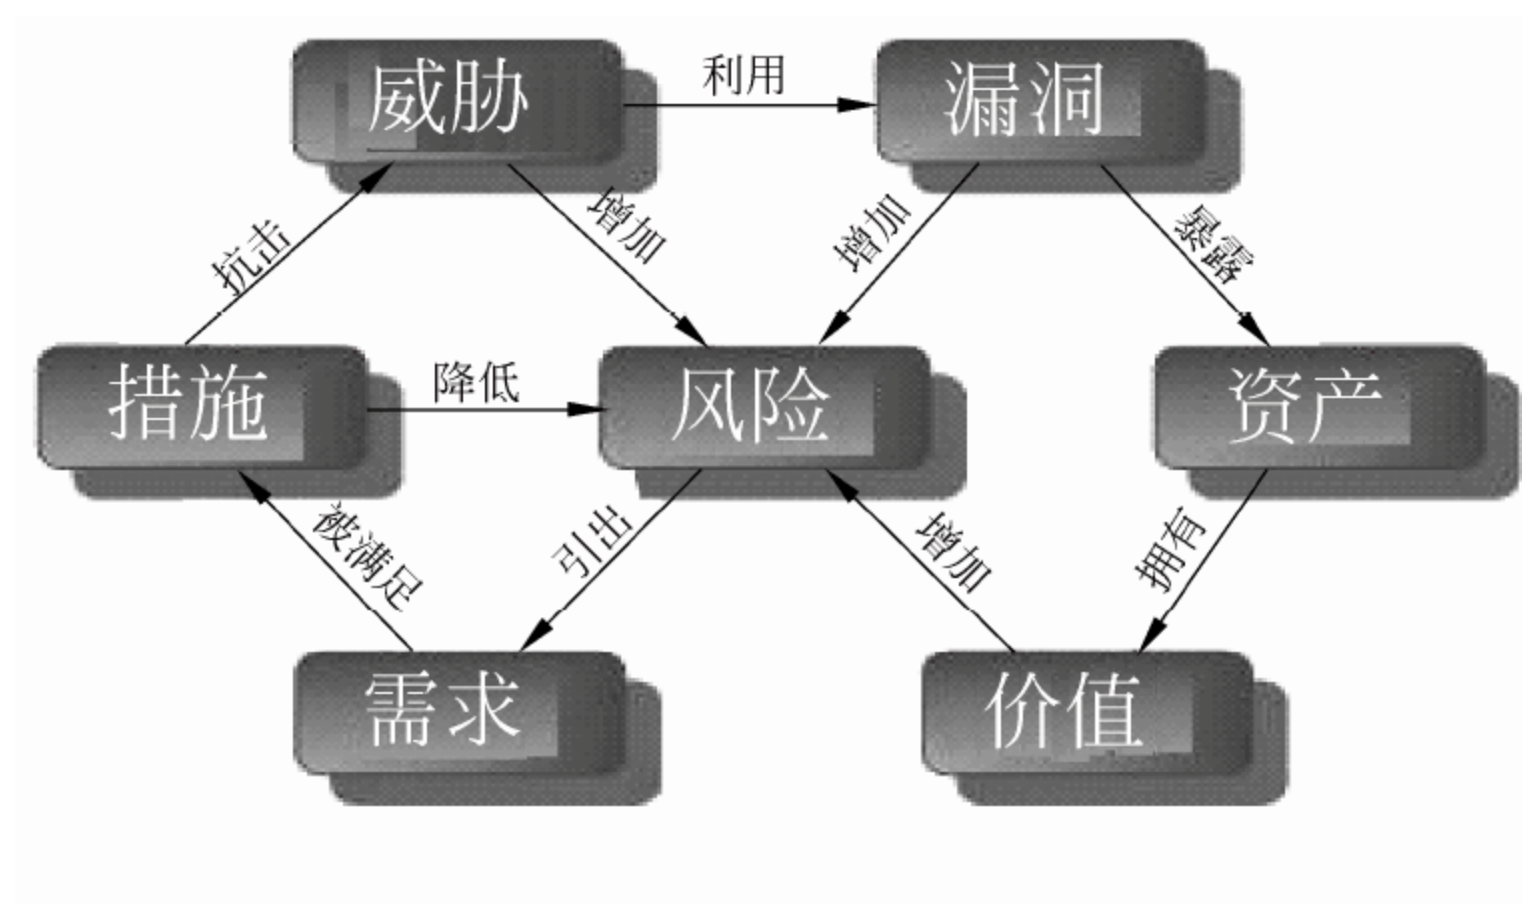 威胁
利用
漏洞
抗击
增加
增加
暴露
措施
降低
风险
资产
被满足
引出
增加
拥有
需求
价值